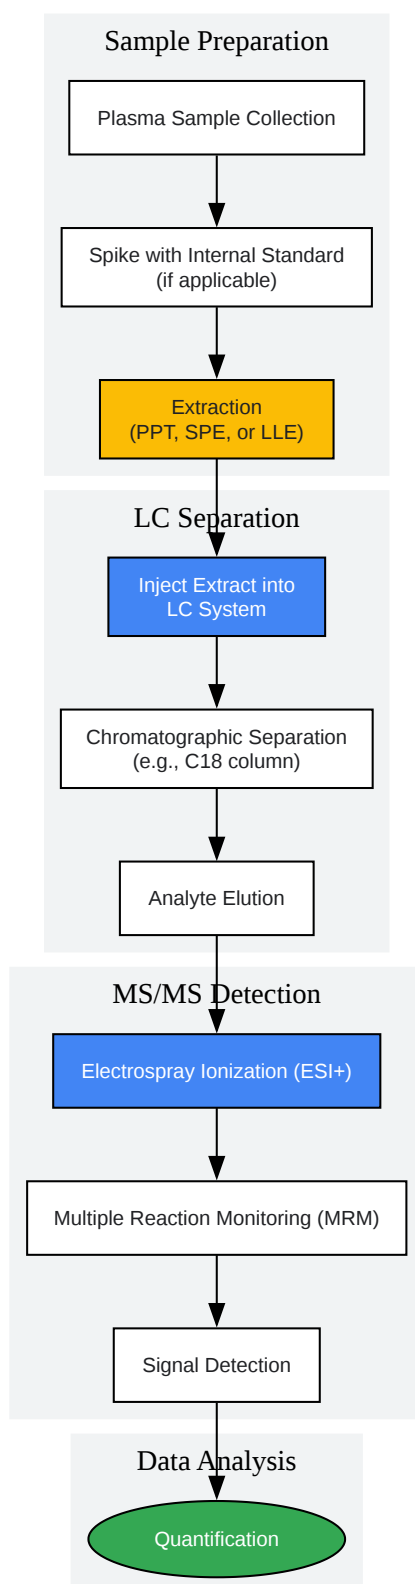 Sample Preparation
Plasma Sample Collection
Spike with Internal Standard
(if applicable)
Extraction
(PPT, SPE, or LLE)
LC Separation
Inject Extract into
LC System
Chromatographic Separation
(e.g., C18 column)
Analyte Elution
MS/MS Detection
Electrospray Ionization (ESI+)
Multiple Reaction Monitoring (MRM)
Signal Detection
Data Analysis
Quantification